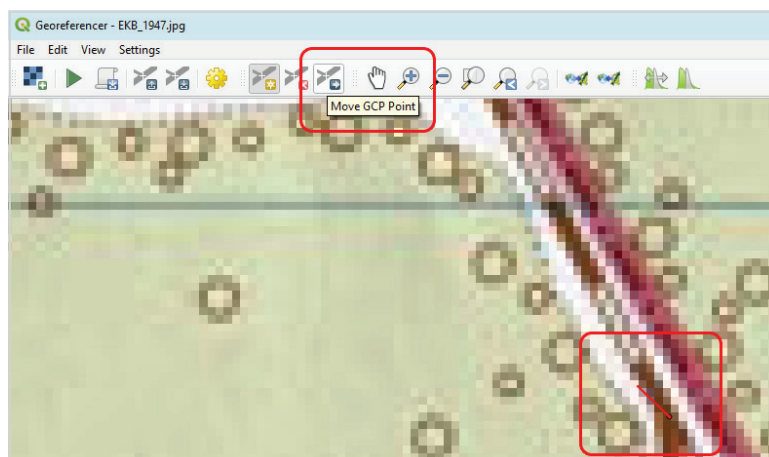 Georeferencer - EKB_1947.jpg
File Edit View Settings
Move GCP Point